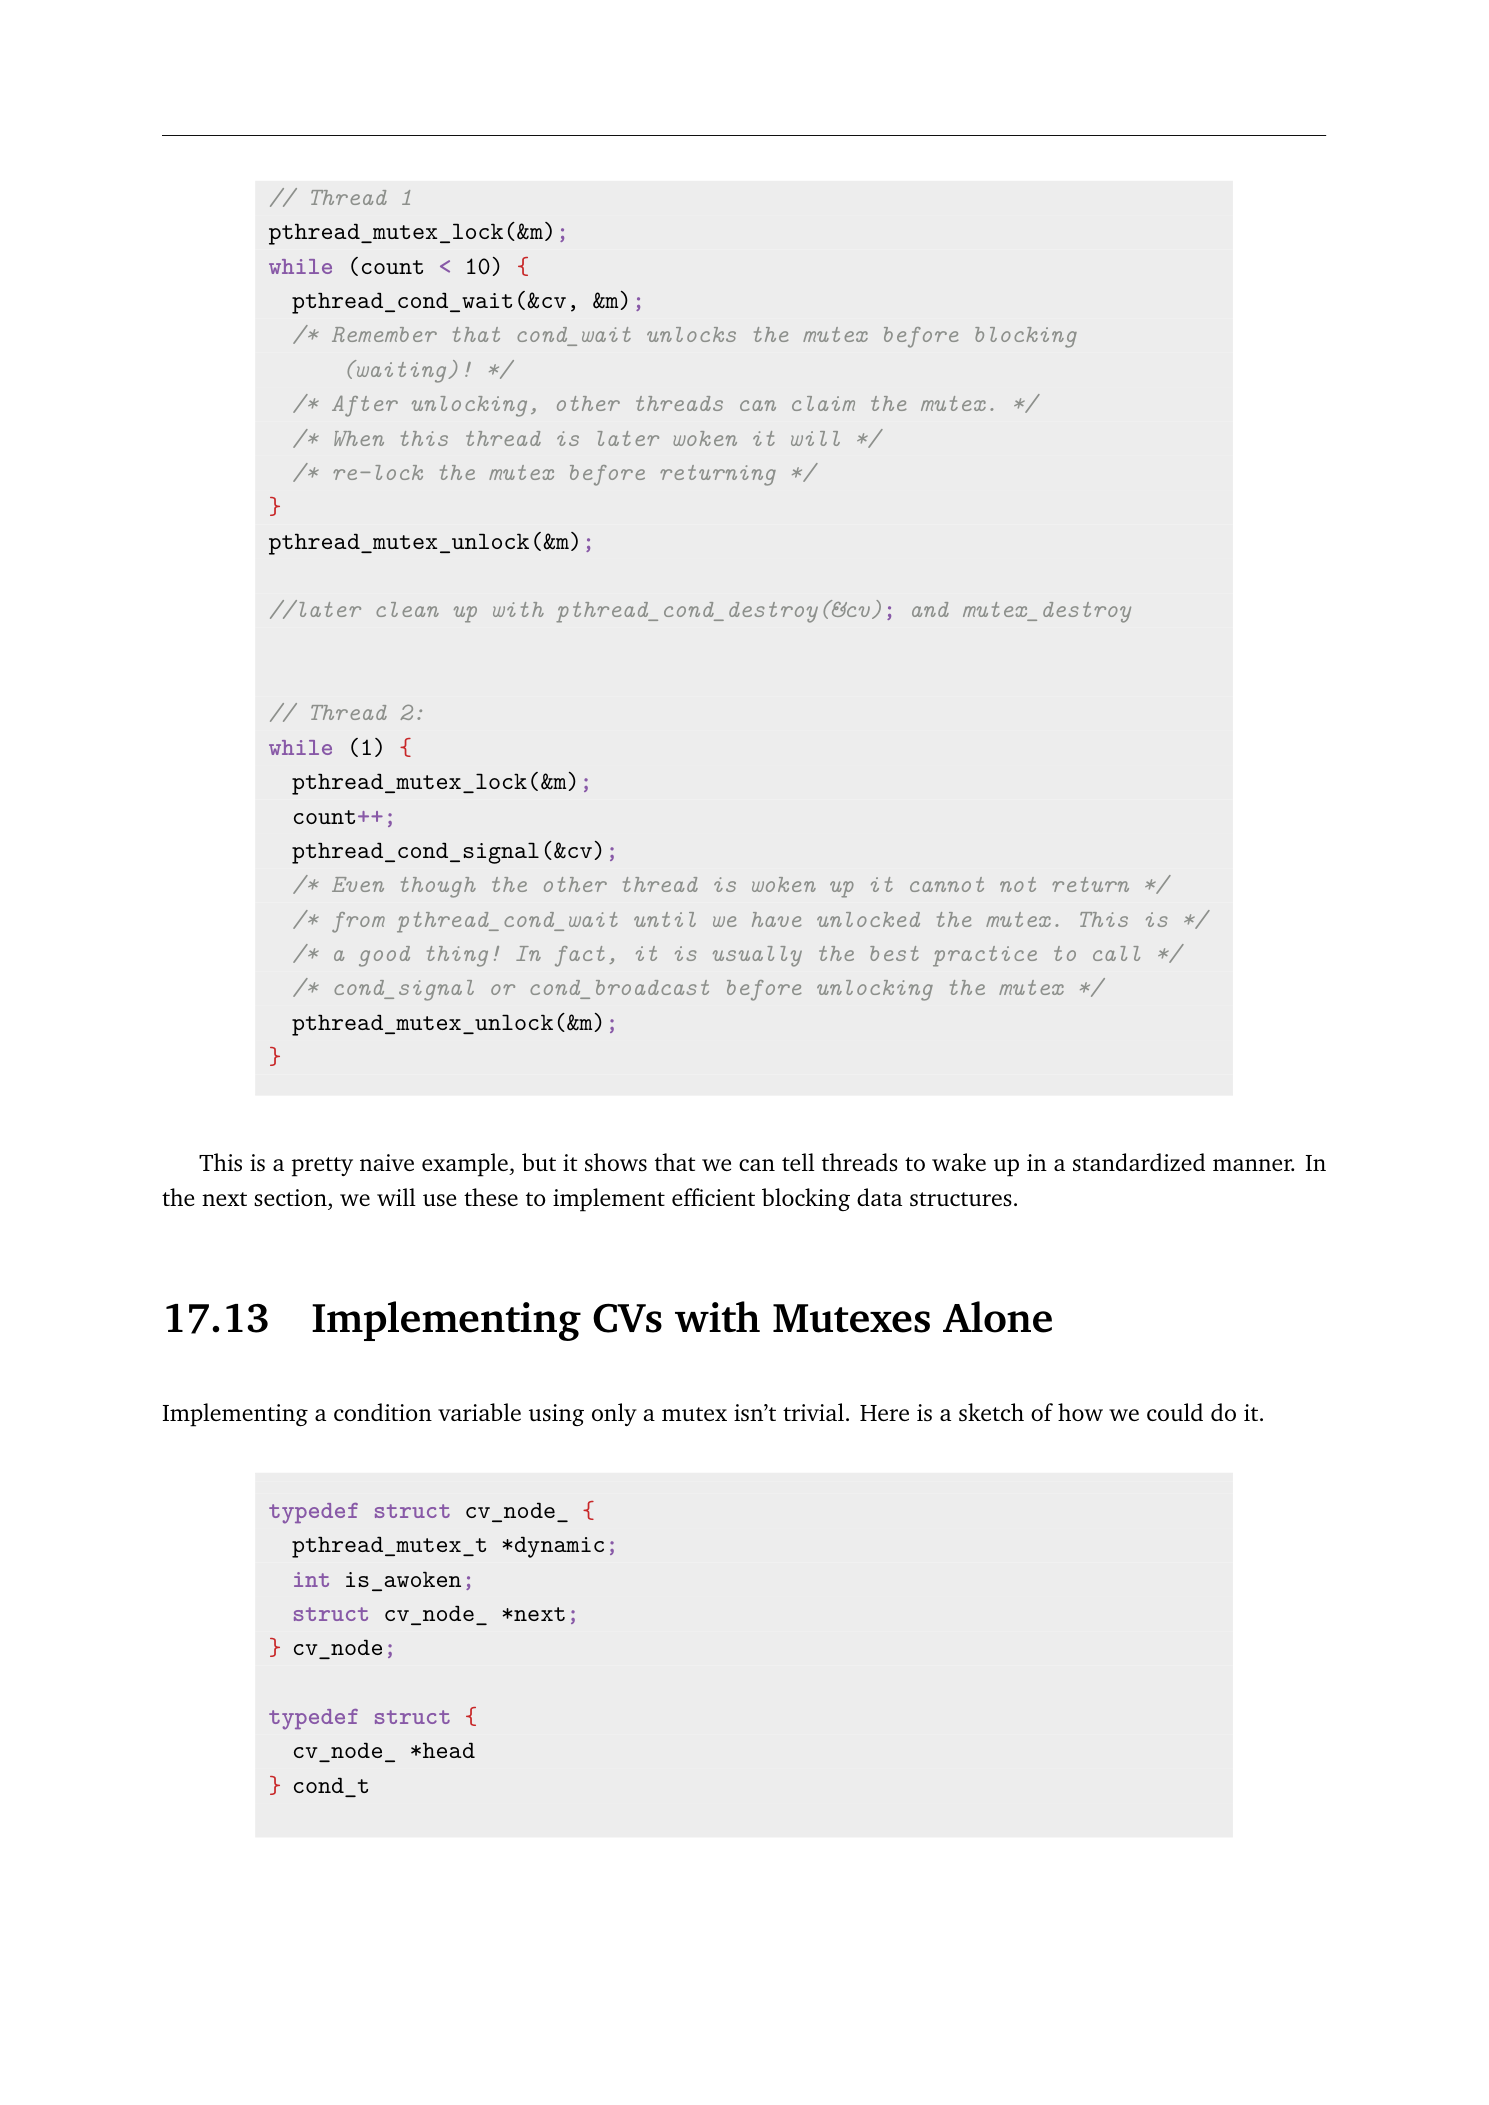 // Thread 1
pthread_mutex_lock(&m);
while (count < 10) {
  pthread_cond_wait(&cv, &m);
  /* Remember that cond_wait unlocks the mutex before blocking
      (waiting)! */
  /* After unlocking, other threads can claim the mutex. */
  /* When this thread is later woken it will */
  /* re-lock the mutex before returning */
}
pthread_mutex_unlock(&m);

//later clean up with pthread_cond_destroy(&cv); and mutex_destroy

// Thread 2:
while (1) {
  pthread_mutex_lock(&m);
  count++;
  pthread_cond_signal(&cv);
  /* Even though the other thread is woken up it cannot not return */
  /* from pthread_cond_wait until we have unlocked the mutex. This is */
  /* a good thing! In fact, it is usually the best practice to call */
  /* cond_signal or cond_broadcast before unlocking the mutex */
  pthread_mutex_unlock(&m);
}

This is a pretty naive example, but it shows that we can tell threads to wake up in a standardized manner. In
the next section, we will use these to implement efficient blocking data structures.

17.13 Implementing CVs with Mutexes Alone

Implementing a condition variable using only a mutex isn't trivial. Here is a sketch of how we could do it.

typedef struct cv_node_ {
  pthread_mutex_t *dynamic;
  int is_awoken;
  struct cv_node_ *next;
} cv_node;

typedef struct {
  cv_node_ *head
} cond_t